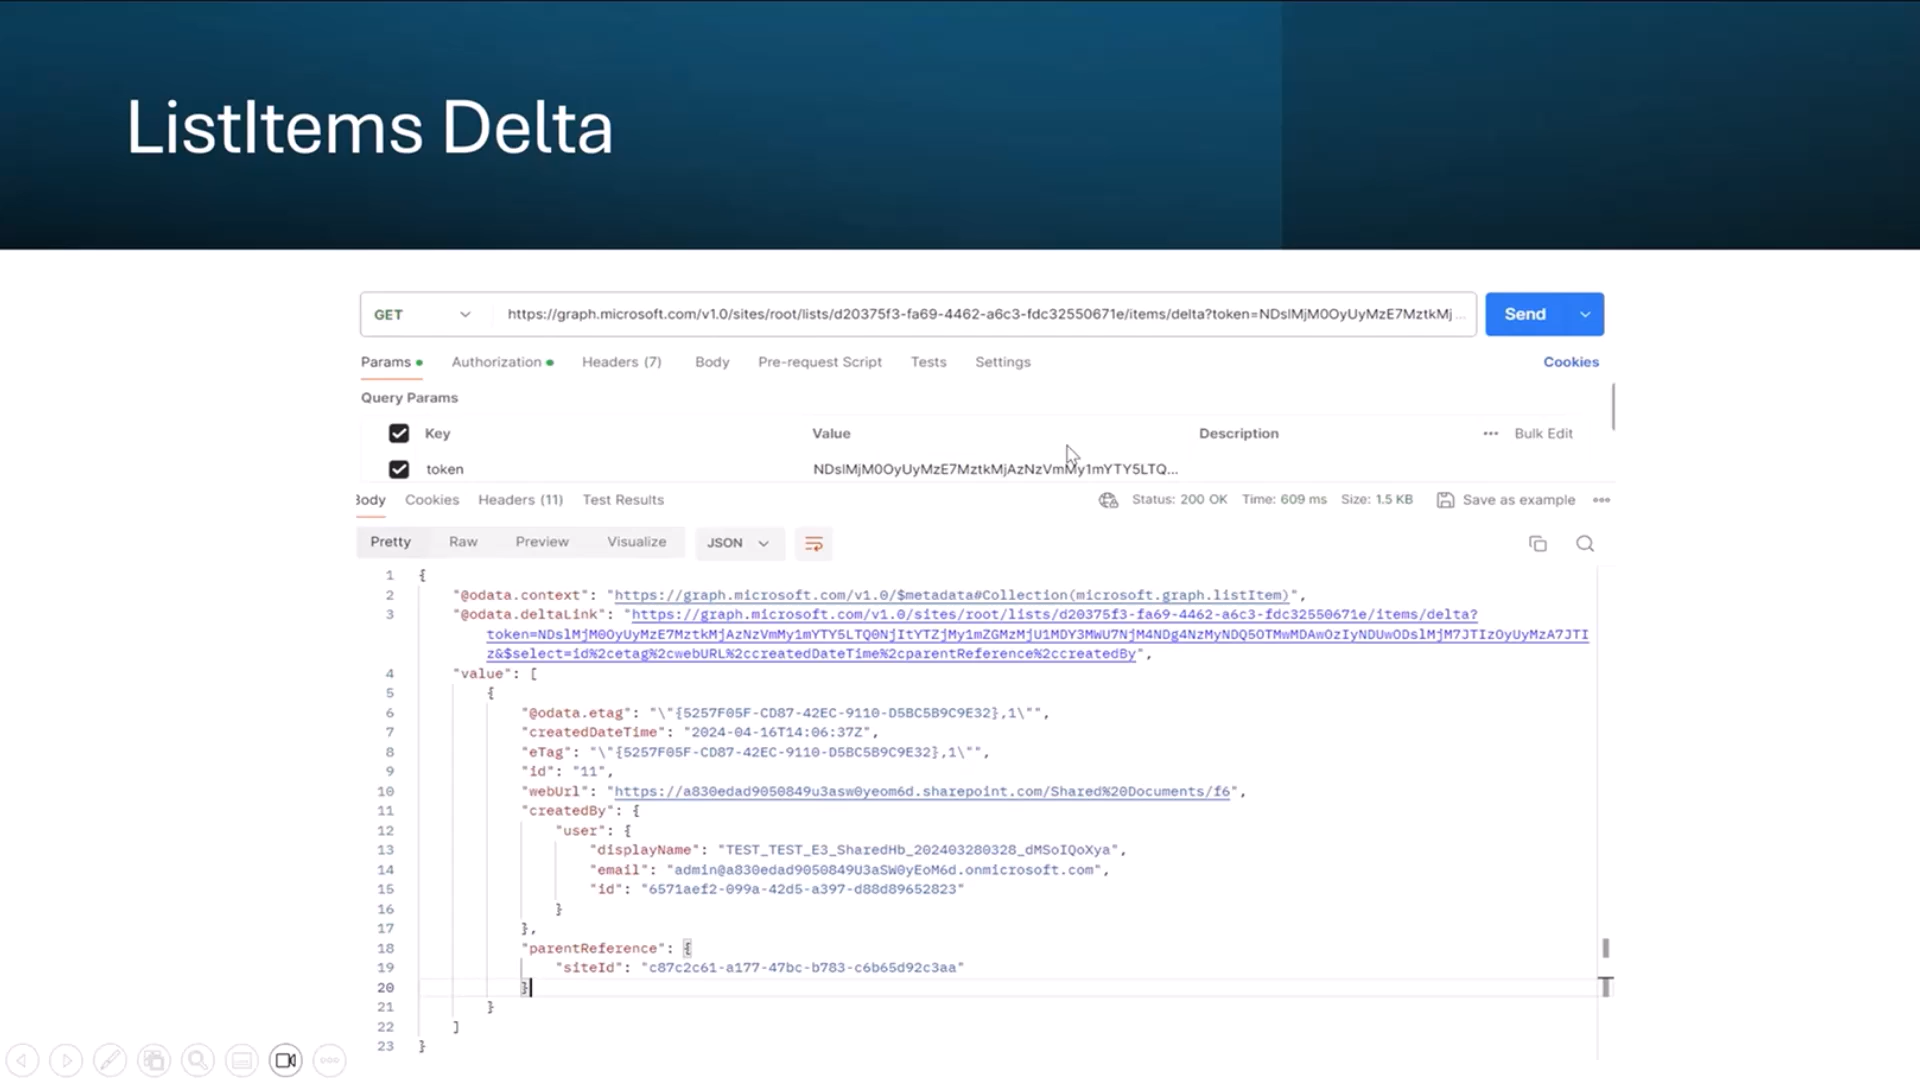 ListItems Delta
GET https://graph.microsoft.com/v1.0/sites/root/lists/d20375f3-fa69-4462-a6c3-fdc32550671e/items/delta?token=NDslMjM0OyUyMzE7MztkMj ... Send
Params Authorization Headers (7) Body Pre-request Script Tests Settings Cookies
Query Params
Key Value Description ... Bulk Edit
token NDslMjM0OyUyMzE7MztkMjAzNzVmMy1mYTY5LTQ...
Body Cookies Headers (11) Test Results Status: 200 OK Time: 609 ms Size: 1.5 KB Save as example
Pretty Raw Preview Visualize JSON
1 {
2 "@odata.context": "https://graph.microsoft.com/v1.0/$metadata#Collection(microsoft.graph.listItem)",
3 "@odata.deltaLink": "https://graph.microsoft.com/v1.0/sites/root/lists/d20375f3-fa69-4462-a6c3-fdc32550671e/items/delta?
token=NDslMjM0OyUyMzE7MztkMjAzNzVmMy1mYTY5LTQ0NjItYTZjMy1mZGMzMjU1MDY3MWU7NjM4NDg4NzMyNDQ5OTMwMDAwOzIyNDUwODslMjM7JTIzOyUyMzA7JTI
z&$select=id%2cetag%2cwebURL%2ccreatedDateTime%2cparentReference%2ccreatedBy",
4 "value": [
5 {
6 "@odata.etag": "\"{5257F05F-CD87-42EC-9110-D5BC5B9C9E32},1\"",
7 "createdDateTime": "2024-04-16T14:06:37Z",
8 "eTag": "\"{5257F05F-CD87-42EC-9110-D5BC5B9C9E32},1\"",
9 "id": "11",
10 "webUrl": "https://a830edad9050849u3asw0yeom6d.sharepoint.com/Shared%20Documents/f6",
11 "createdBy": {
12 "user": {
13 "displayName": "TEST_TEST_E3_SharedHb_202403280328_dMSoIQoXya",
14 "email": "admin@a830edad9050849U3aSW0yEoM6d.onmicrosoft.com",
15 "id": "6571aef2-099a-42d5-a397-d88d89652823"
16 }
17 },
18 "parentReference": {
19 "siteId": "c87c2c61-a177-47bc-b783-c6b65d92c3aa"
20 }
21 }
22 ]
23 }